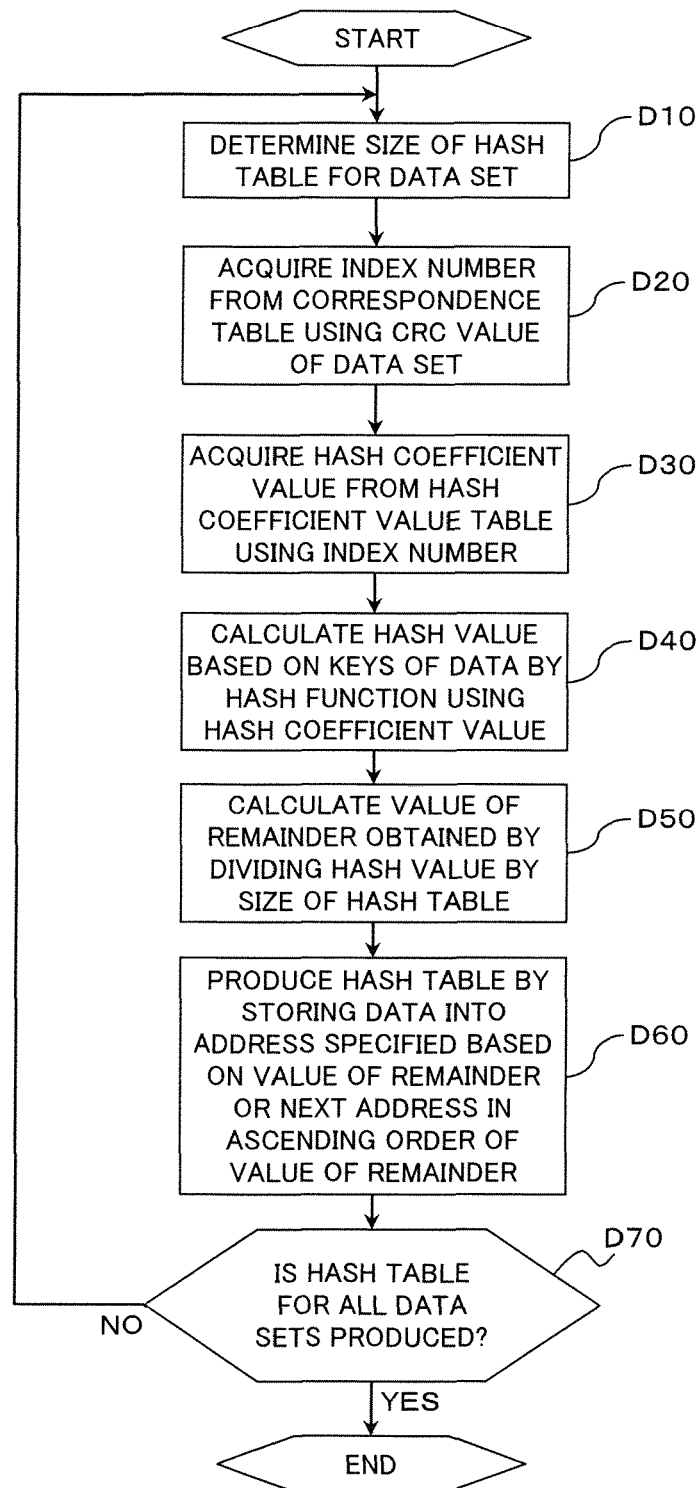 START
D10
DETERMINE SIZE OF HASH
TABLE FOR DATA SET
D20
ACQUIRE INDEX NUMBER
FROM CORRESPONDENCE
TABLE USING CRC VALUE
OF DATA SET
D30
ACQUIRE HASH COEFFICIENT
VALUE FROM HASH
COEFFICIENT VALUE TABLE
USING INDEX NUMBER
D40
CALCULATE HASH VALUE
BASED ON KEYS OF DATA BY
HASH FUNCTION USING
HASH COEFFICIENT VALUE
D50
CALCULATE VALUE OF
REMAINDER OBTAINED BY
DIVIDING HASH VALUE BY
SIZE OF HASH TABLE
D60
PRODUCE HASH TABLE BY
STORING DATA INTO
ADDRESS SPECIFIED BASED
ON VALUE OF REMAINDER
OR NEXT ADDRESS IN
ASCENDING ORDER OF
VALUE OF REMAINDER
D70
IS HASH TABLE
FOR ALL DATA
SETS PRODUCED?
NO
YES
END